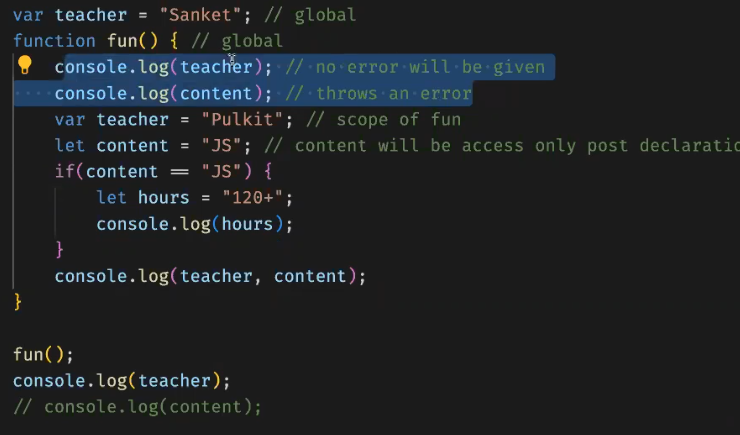 var teacher = "Sanket"; // global
function fun() { // global
console.log(teacher); // no error will be given
console.log(content); // throws an error
var teacher = "Pulkit"; // scope of fun
let content = "JS"; // content will be access only post declaratio
if(content == "JS") {
let hours = "120+";
console.log(hours);
}
console.log(teacher, content);
}
fun();
console.log(teacher);
// console.log(content);